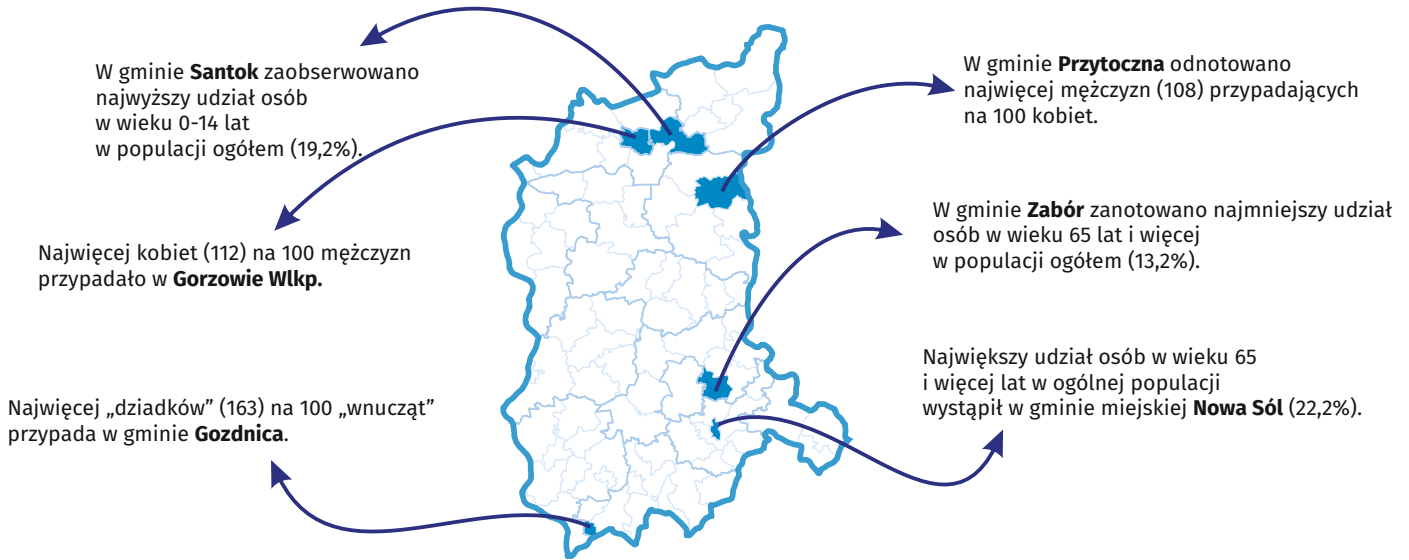 W gminie Santok zaobserwowano
najwyższy udział osób
w wieku 0-14 lat
w populacji ogółem (19,2%).
Najwięcej kobiet (112) na 100 mężczyzn
przypadało w Gorzowie Wlkp.
Najwięcej „dziadków” (163) na 100 „wnucząt”
przypada w gminie Gozdnica.
W gminie Przytoczna odnotowano
najwięcej mężczyzn (108) przypadających
na 100 kobiet.
W gminie Zabór zanotowano najmniejszy udział
osób w wieku 65 lat i więcej
w populacji ogółem (13,2%).
Największy udział osób w wieku 65
i więcej lat w ogólnej populacji
wystąpił w gminie miejskiej Nowa Sól (22,2%).